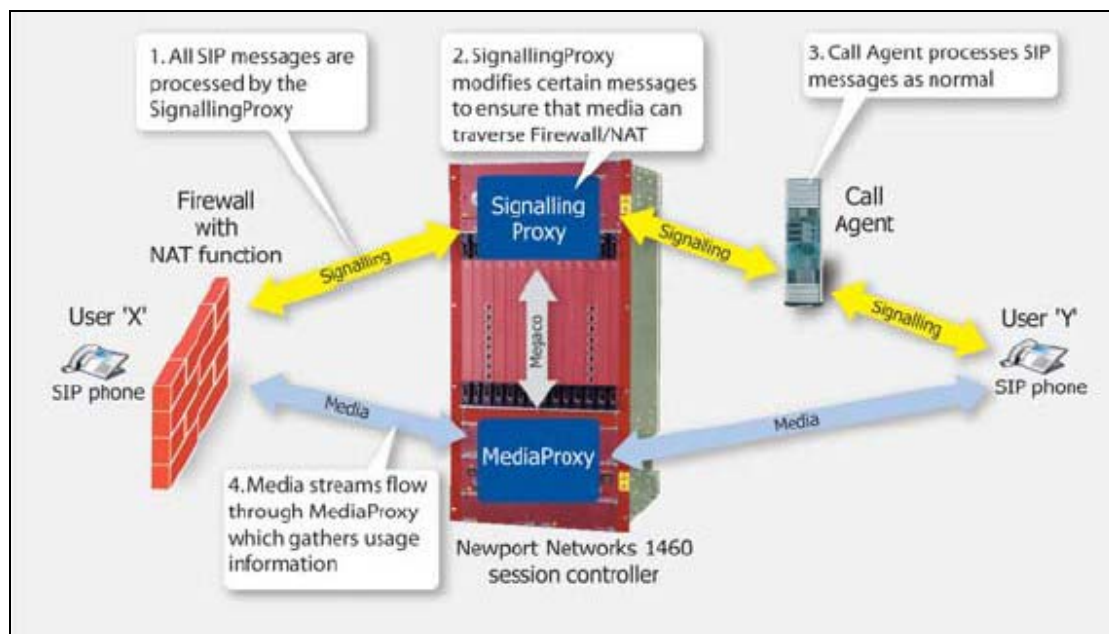 1. All SIP messages are
processed by the
SignallingProxy
2. SignallingProxy
modifies certain messages
to ensure that media can
traverse Firewall/NAT
3. Call Agent processes SIP
messages as normal
Firewall
with
NAT function
Signalling
Proxy
Call
Agent
Signalling
Signalling
Signalling
User 'X'
SIP phone
Megaco
User 'Y'
SIP phone
Media
Media
MediaProxy
4. Media streams flow
through MediaProxy
which gathers usage
information
Newport Networks 1460
session controller